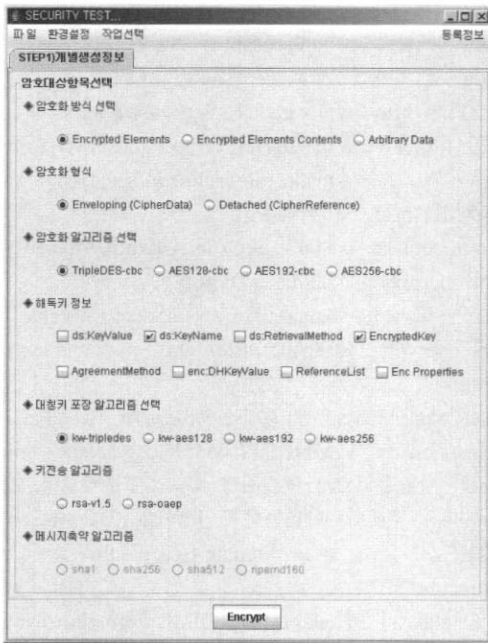 SECURITY TEST...
파일 환경설정 작업선택 등록정보
STEP1)개별생성정보
암호대상항목선택
◆암호화 방식 선택
Encrypted Elements Encrypted Elements Contents Arbitrary Data
◆암호화 형식
Enveloping (CipherData) Detached (CipherReference)
◆암호화 알고리즘 선택
TripleDES-cbc AES128-cbc AES192-cbc AES256-cbc
◆해독키 정보
ds:KeyValue ds:KeyName ds:RetrievalMethod EncryptedKey
AgreementMethod enc:DHKeyValue ReferenceList Enc Properties
◆대칭키 포장 알고리즘 선택
kw-tripledes kw-aes128 kw-aes192 kw-aes256
◆키전송 알고리즘
rsa-v1.5 rsa-oaep
◆메시지축약 알고리즘
sha1 sha256 sha512 ripemd160
Encrypt